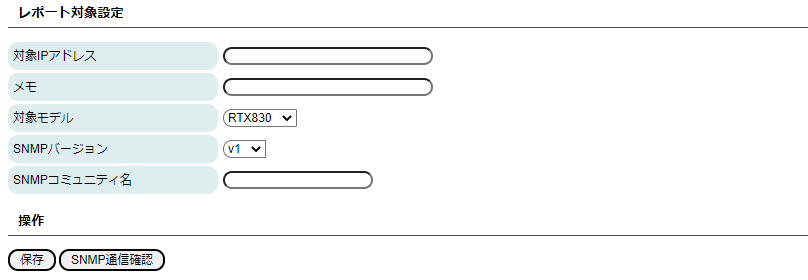 レポート対象設定
対象IPアドレス
メモ
対象モデル RTX830
SNMPバージョン v1
SNMPコミュニティ名
操作
保存 SNMP通信確認